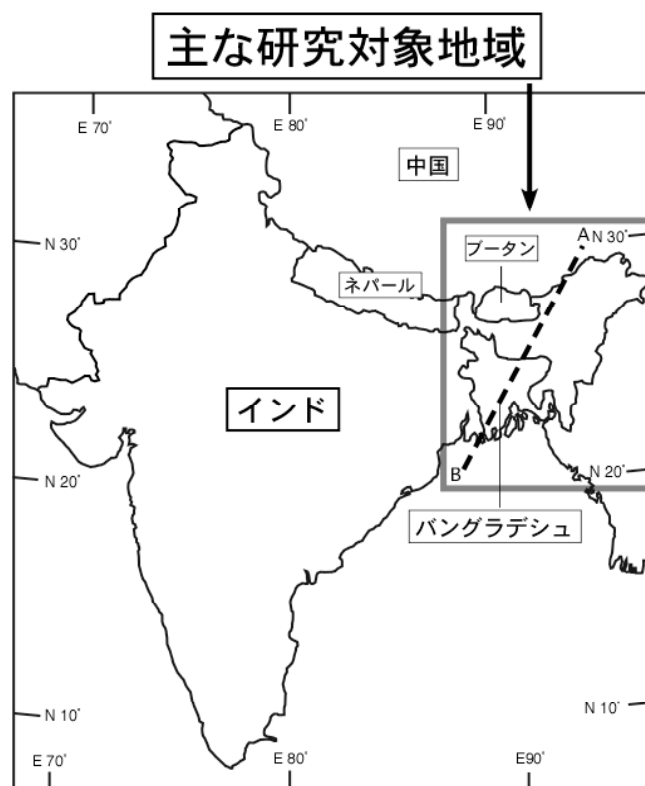 主な研究対象地域
E 70°
E 80°
E 90°
中国
N 30°
A
N 30°
ブータン
ネパール
インド
N 20°
B
N 20°
バングラデシュ
N 10°
N 10°
E 70°
E 80°
E90°